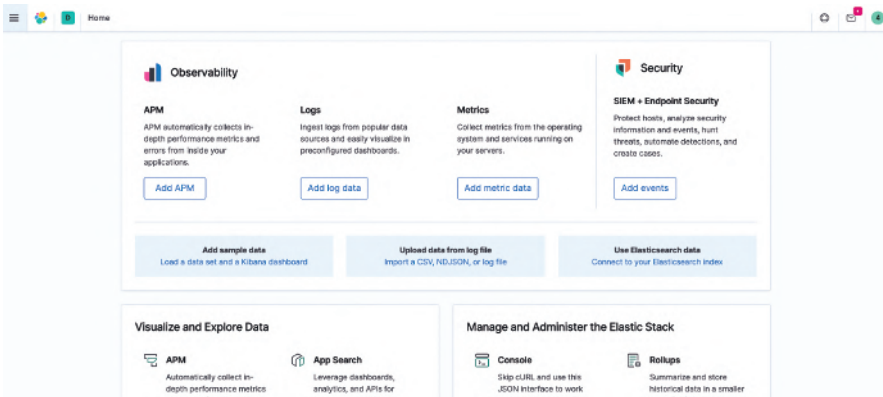 D Home
4
Observability
APM
APM automatically collects in-
depth performance metrics and
errors from inside your
applications.
Add APM
Logs
Ingest logs from popular data
sources and easily visualize in
preconfigured dashboards.
Add log data
Metrics
Collect metrics from the operating
system and services running on
your servers.
Add metric data
Security
SIEM + Endpoint Security
Protect hosts, analyze security
information and events, hunt
threats, automate detections, and
create cases.
Add events
Add sample data
Load a data set and a Kibana dashboard
Upload data from log file
Import a CSV, NDJSON, or log file
Use Elasticsearch data
Connect to your Elasticsearch index
Visualize and Explore Data
APM
Automatically collect in-
depth performance metrics
App Search
Leverage dashboards,
analytics, and APIs for
Manage and Administer the Elastic Stack
Console
Skip cURL and use this
JSON interface to work
Rollups
Summarize and store
historical data in a smaller